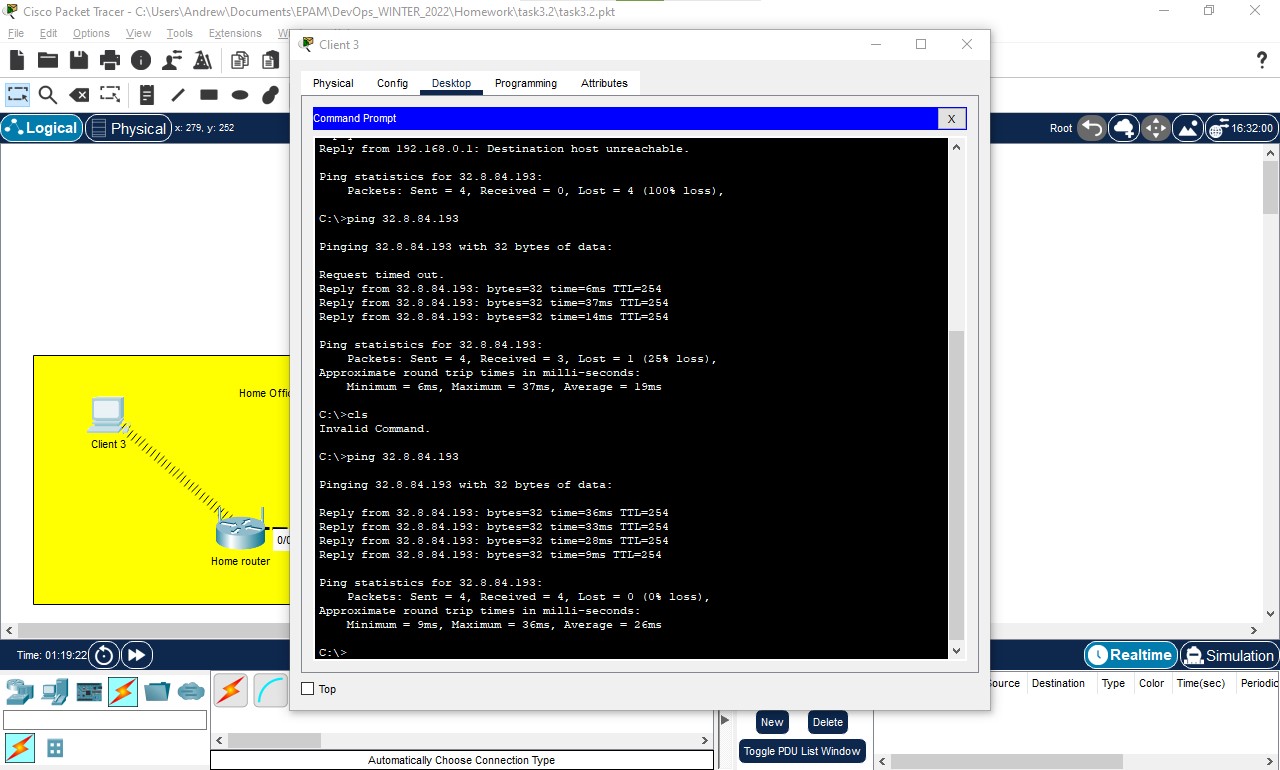 Cisco Packet Tracer - C:\Users\Andrew\Documents\EPAM\DevOps_WINTER_2022\Homework\task3.2\task3.2.pkt
File Edit Options View Tools Extensions
Client 3
Physical Config Desktop Programming Attributes
Command Prompt X
Logical Physical x: 279, y: 252 Root 16:32:00
Reply from 192.168.0.1: Destination host unreachable.
Ping statistics for 32.8.84.193:
Packets: Sent = 4, Received = 0, Lost = 4 (100% loss),
C:\>ping 32.8.84.193
Pinging 32.8.84.193 with 32 bytes of data:
Request timed out.
Reply from 32.8.84.193: bytes=32 time=6ms TTL=254
Reply from 32.8.84.193: bytes=32 time=37ms TTL=254
Reply from 32.8.84.193: bytes=32 time=14ms TTL=254
Ping statistics for 32.8.84.193:
Packets: Sent = 4, Received = 3, Lost = 1 (25% loss),
Approximate round trip times in milli-seconds:
Minimum = 6ms, Maximum = 37ms, Average = 19ms
C:\>cls
Invalid Command.
C:\>ping 32.8.84.193
Pinging 32.8.84.193 with 32 bytes of data:
Reply from 32.8.84.193: bytes=32 time=36ms TTL=254
Reply from 32.8.84.193: bytes=32 time=33ms TTL=254
Reply from 32.8.84.193: bytes=32 time=28ms TTL=254
Reply from 32.8.84.193: bytes=32 time=9ms TTL=254
Ping statistics for 32.8.84.193:
Packets: Sent = 4, Received = 4, Lost = 0 (0% loss),
Approximate round trip times in milli-seconds:
Minimum = 9ms, Maximum = 36ms, Average = 26ms
C:\>
Home Offic
Client 3
0/0
Home router
Time: 01:19:22 Realtime Simulation
Top
ource Destination Type Color Time(sec) Periodic
New Delete
Toggle PDU List Window
Automatically Choose Connection Type